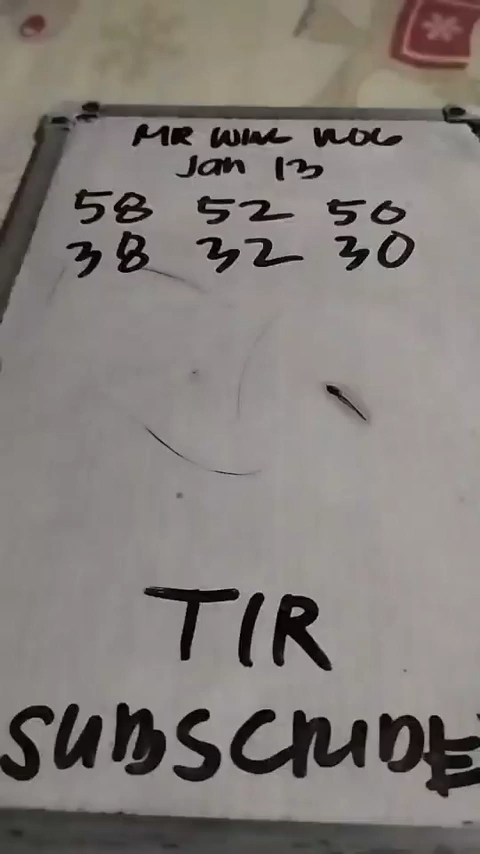 MR WIN VLOG
Jan 13
58 52 50
38 32 30
TIR
SUBSCRIBE